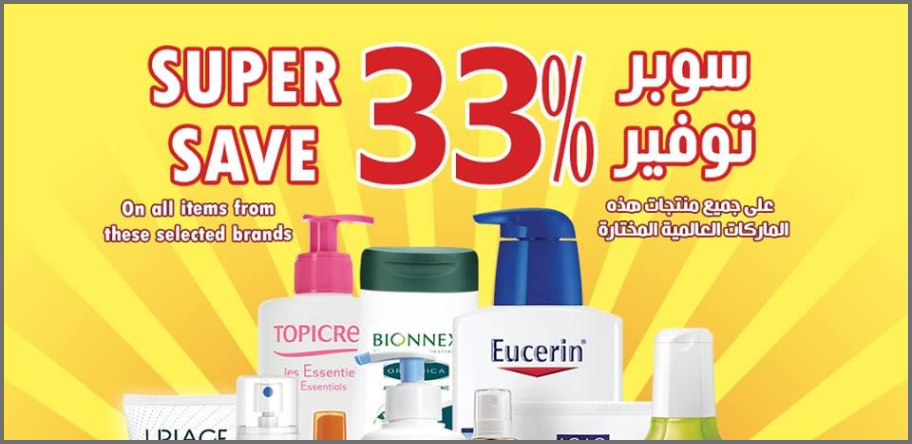 SUPER
SAVE
33%
سوبر
توفير
On all items from
these selected brands
على جميع منتجات هذه
الماركات العالمية المختارة
TOPICRE
les Essentie
Essentials
BIONNEX
Eucerin